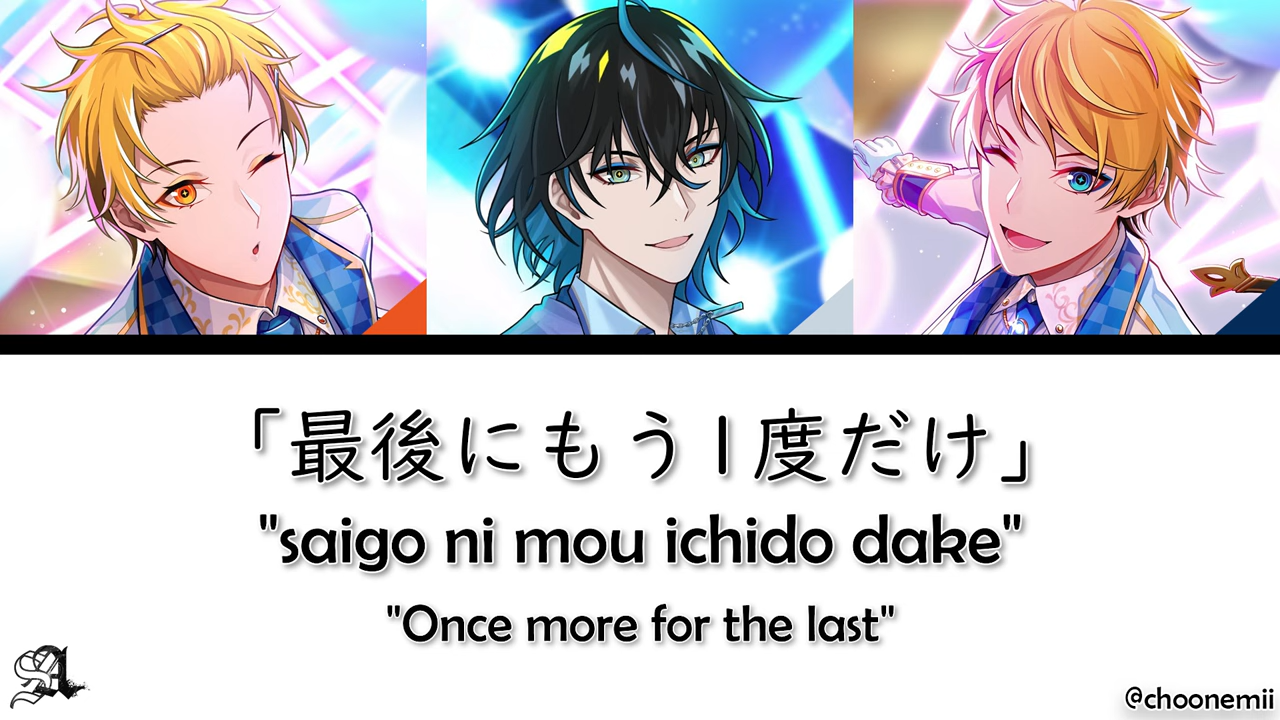 「最後にもう1度だけ」
"saigo ni mou ichido dake"
"Once more for the last"
SA
@choonemii